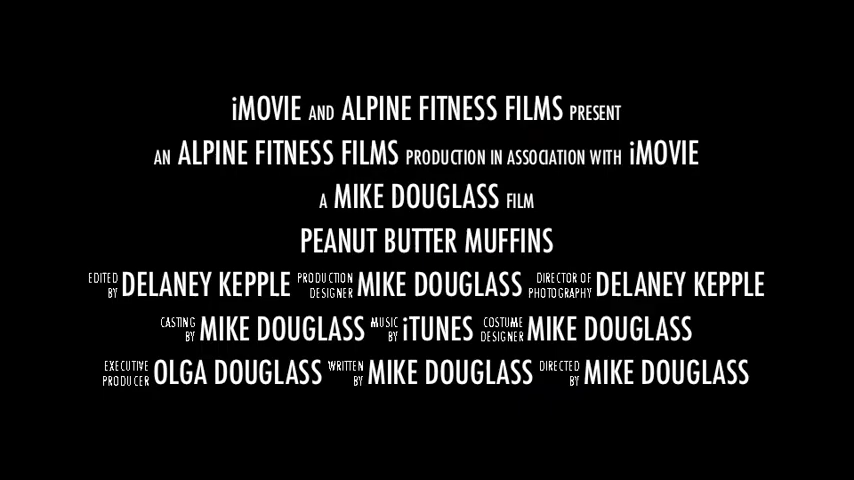 iMOVIE AND ALPINE FITNESS FILMS PRESENT
AN ALPINE FITNESS FILMS PRODUCTION IN ASSOCIATION WITH iMOVIE
A MIKE DOUGLASS FILM
PEANUT BUTTER MUFFINS
EDITED BY DELANEY KEPPLE PRODUCTION DESIGNER MIKE DOUGLASS DIRECTOR OF PHOTOGRAPHY DELANEY KEPPLE
CASTING BY MIKE DOUGLASS MUSIC BY iTUNES COSTUME DESIGNER MIKE DOUGLASS
EXECUTIVE PRODUCER OLGA DOUGLASS WRITTEN BY MIKE DOUGLASS DIRECTED BY MIKE DOUGLASS